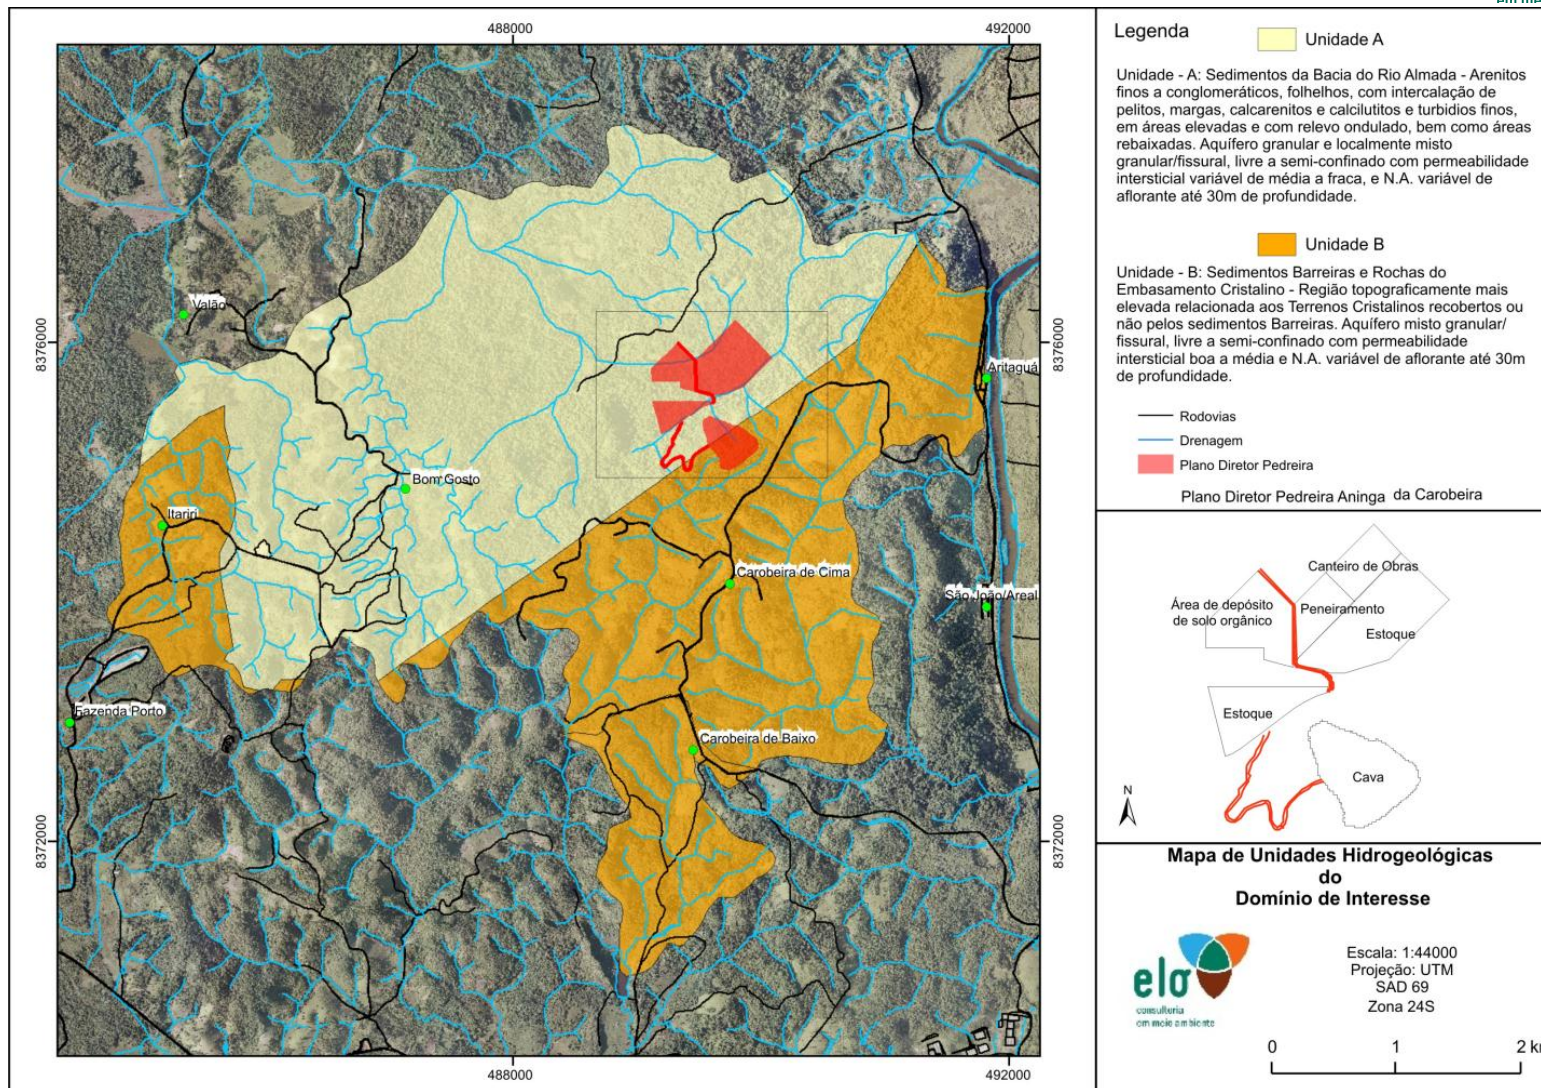 488000
492000
8376000
8372000
8376000
8372000
488000
492000
Valão
Aritaguá
Bom Gosto
Itariri
Carobeira de Cima
São João/Areal
Fazenda Porto
Carobeira de Baixo
Legenda
Unidade A
Unidade - A: Sedimentos da Bacia do Rio Almada - Arenitos
finos a conglomeráticos, folhelhos, com intercalação de
pelitos, margas, calcarenitos e calcilutitos e turbidios finos,
em áreas elevadas e com relevo ondulado, bem como áreas
rebaixadas. Aquífero granular e localmente misto
granular/fissural, livre a semi-confinado com permeabilidade
intersticial variável de média a fraca, e N.A. variável de
aflorante até 30m de profundidade.
Unidade B
Unidade - B: Sedimentos Barreiras e Rochas do
Embasamento Cristalino - Região topograficamente mais
elevada relacionada aos Terrenos Cristalinos recobertos ou
não pelos sedimentos Barreiras. Aquífero misto granular/
fissural, livre a semi-confinado com permeabilidade
intersticial boa a média e N.A. variável de aflorante até 30m
de profundidade.
Rodovias
Drenagem
Plano Diretor Pedreira
Plano Diretor Pedreira Aninga da Carobeira
Canteiro de Obras
Área de depósito
de solo orgânico
Peneiramento
Estoque
Estoque
Cava
N
Mapa de Unidades Hidrogeológicas
do
Domínio de Interesse
elo
consultoria
em meio ambiente
Escala: 1:44000
Projeção: UTM
SAD 69
Zona 24S
0 1 2 km